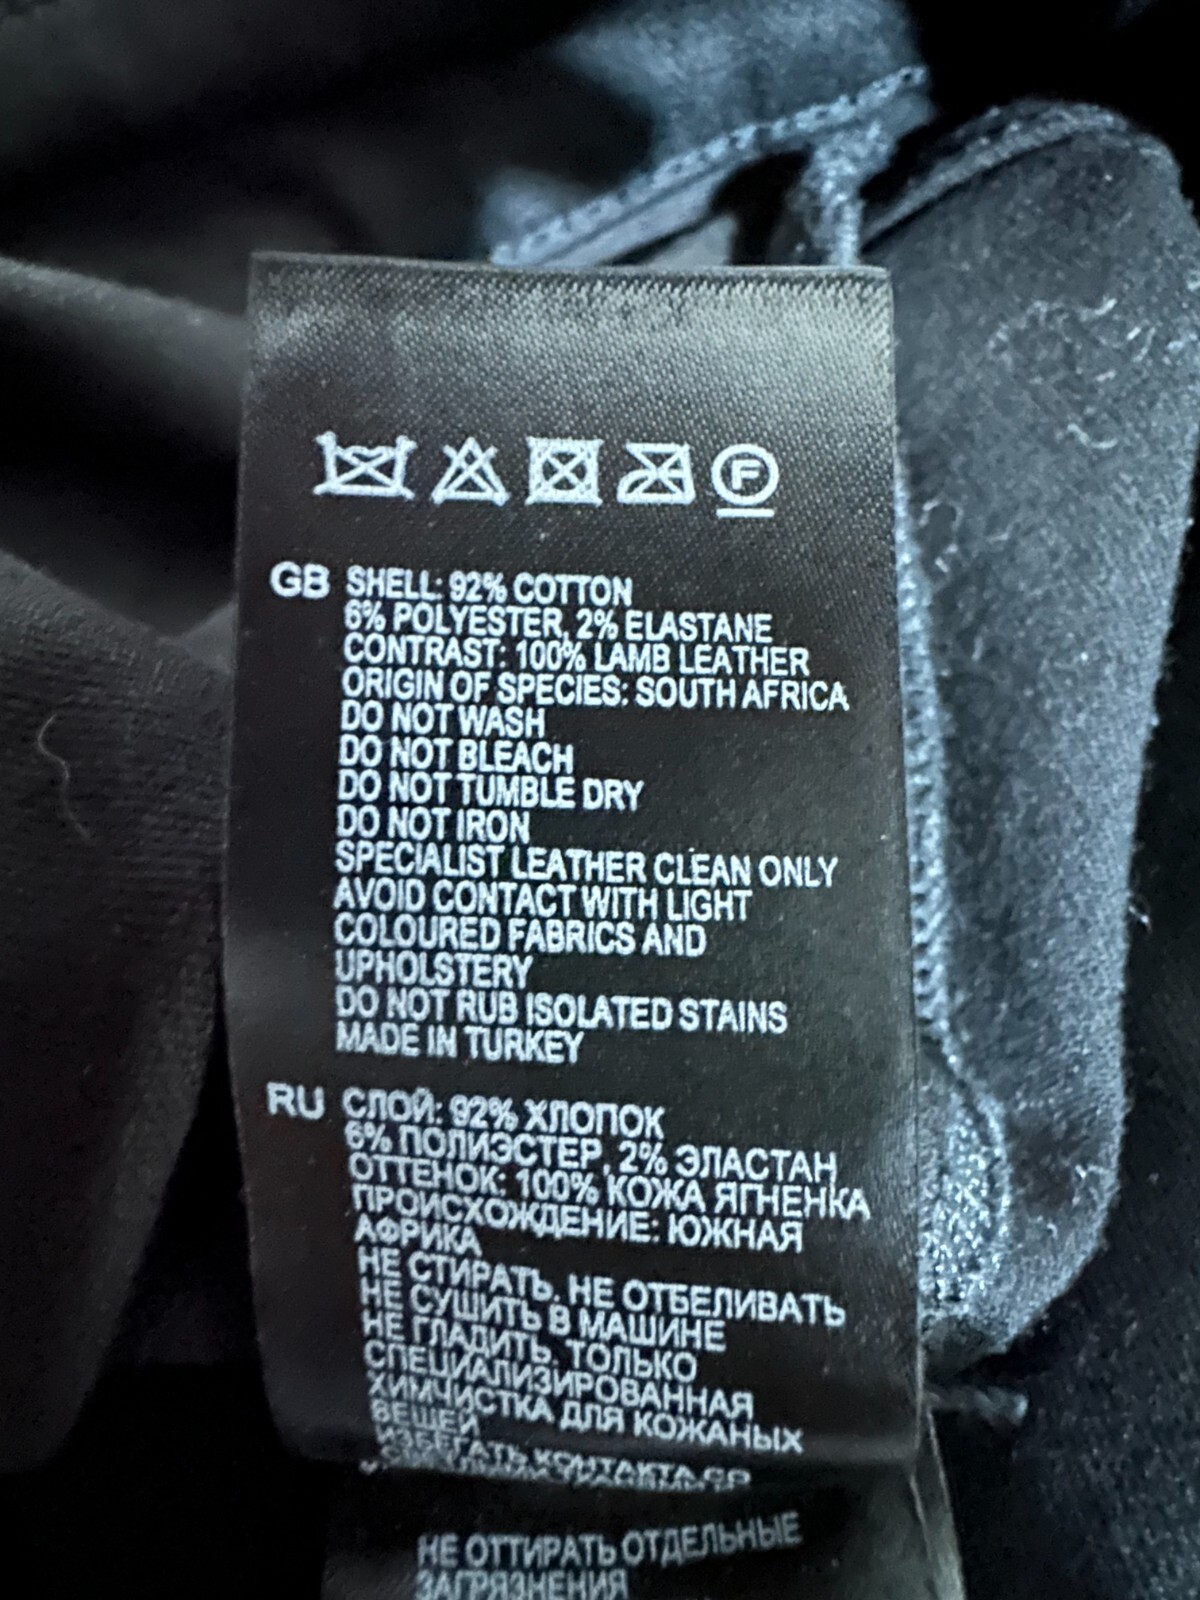 F
GB SHELL: 92% COTTON
6% POLYESTER, 2% ELASTANE
CONTRAST: 100% LAMB LEATHER
ORIGIN OF SPECIES: SOUTH AFRICA
DO NOT WASH
DO NOT BLEACH
DO NOT TUMBLE DRY
DO NOT IRON
SPECIALIST LEATHER CLEAN ONLY
AVOID CONTACT WITH LIGHT
COLOURED FABRICS AND
UPHOLSTERY
DO NOT RUB ISOLATED STAINS
MADE IN TURKEY
RU СЛОЙ: 92% ХЛОПОК
6% ПОЛИЭСТЕР, 2% ЭЛАСТАН
ОТТЕНОК: 100% КОЖА ЯГНЕНКА
ПРОИСХОЖДЕНИЕ: ЮЖНАЯ
АФРИКА
НЕ СТИРАТЬ. НЕ ОТБЕЛИВАТЬ
НЕ СУШИТЬ В МАШИНЕ
НЕ ГЛАДИТЬ. ТОЛЬКО
СПЕЦИАЛИЗИРОВАННАЯ
ХИМЧИСТКА ДЛЯ КОЖАНЫХ
ВЕЩЕЙ
ИЗБЕГАТЬ КОНТАКТА СО
НЕ ОТТИРАТЬ ОТДЕЛЬНЫЕ
ЗАГРЯЗНЕНИЯ